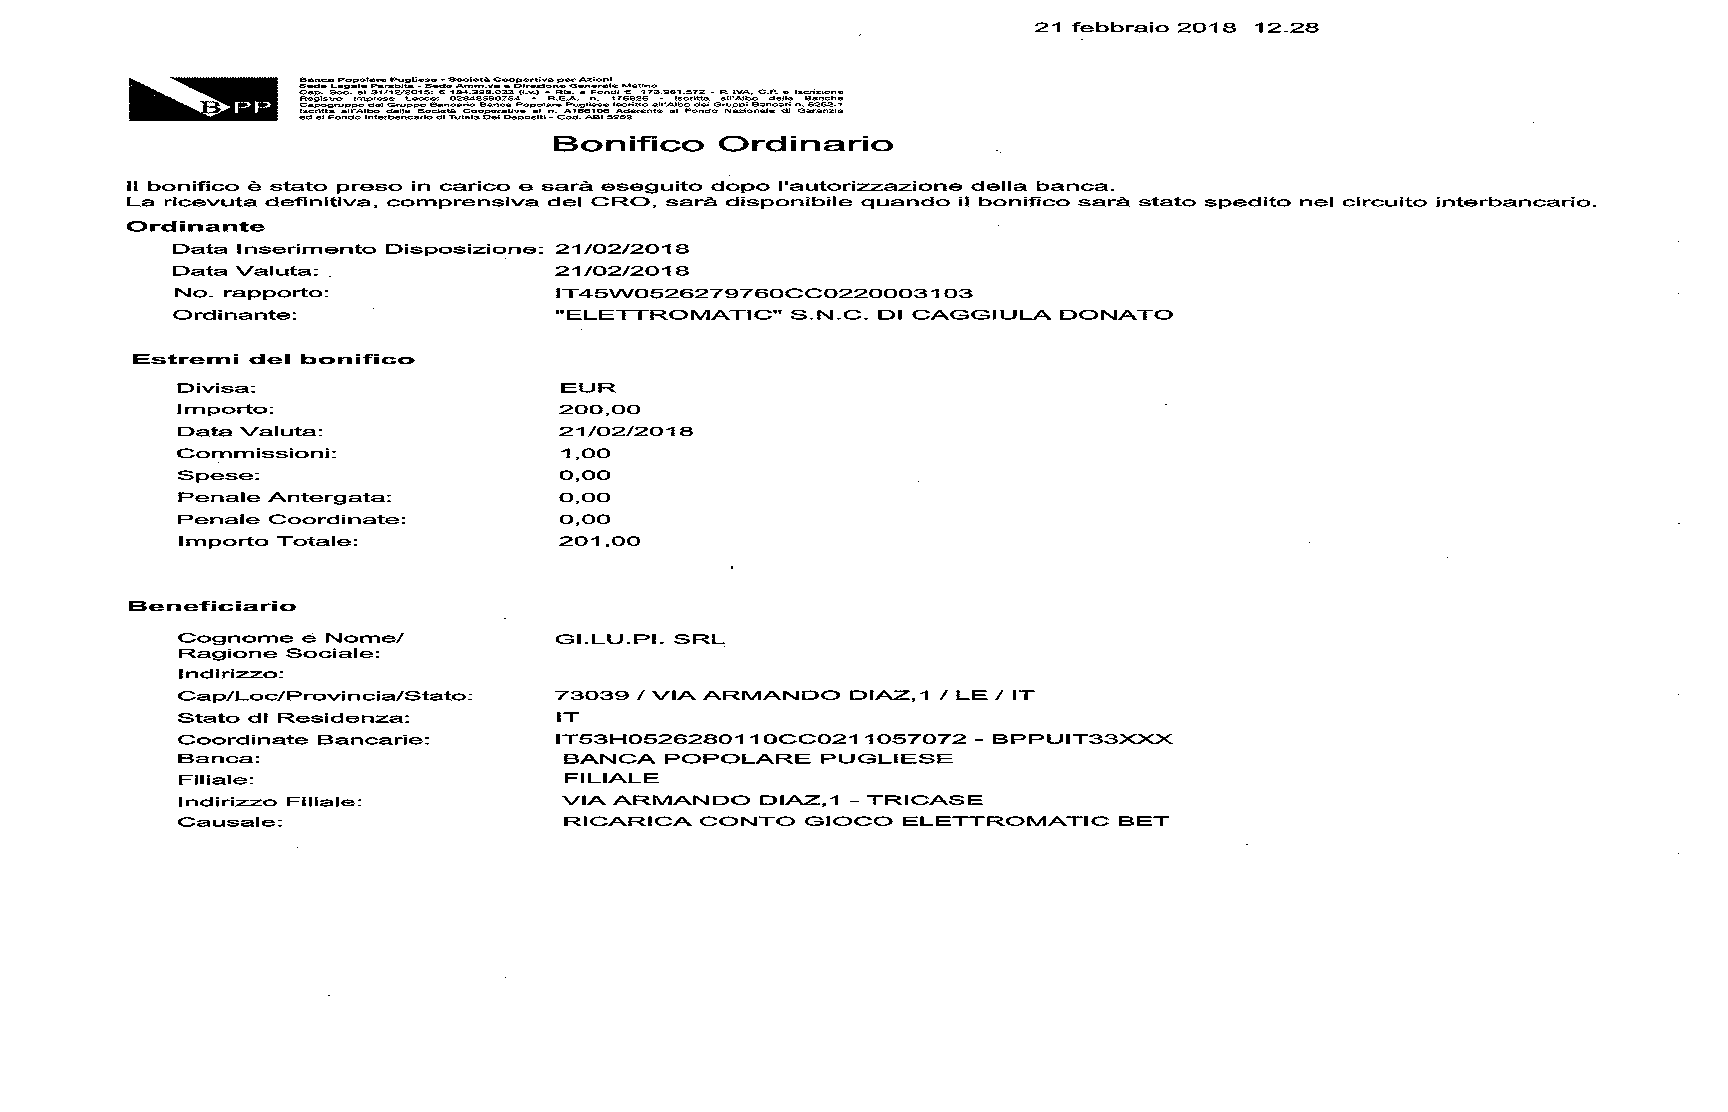 21 febbraio 2018 12.28
BPP
Banca Popolare Pugliese - Società Cooperativa per Azioni
Sede Legale Parabita - Sede Amm.va e Direzione Generale Matino
Cap. Soc. al 31/12/2015: € (i.v.) - Ris. e Fondi € - P. IVA, C.F. e Iscrizione
Registro Imprese Lecce: - R.E.A. n. - Iscritta all'Albo delle Banche
Capogruppo del Gruppo Bancario Banca Popolare Pugliese iscritto all'Albo dei Gruppi Bancari n. 5262.1
Iscritta all'Albo delle Società Cooperative al n. A166106 Aderente al Fondo Nazionale di Garanzia
ed al Fondo Interbancario di Tutela Dei Depositi - Cod. ABI 5262
Bonifico Ordinario
Il bonifico è stato preso in carico e sarà eseguito dopo l'autorizzazione della banca.
La ricevuta definitiva, comprensiva del CRO, sarà disponibile quando il bonifico sarà stato spedito nel circuito interbancario.
Ordinante
Data Inserimento Disposizione: 21/02/2018
Data Valuta: 21/02/2018
No. rapporto: IT45W0526279760CC0220003103
Ordinante: "ELETTROMATIC" S.N.C. DI CAGGIULA DONATO
Estremi del bonifico
Divisa: EUR
Importo: 200,00
Data Valuta: 21/02/2018
Commissioni: 1,00
Spese: 0,00
Penale Antergata: 0,00
Penale Coordinate: 0,00
Importo Totale: 201,00
Beneficiario
Cognome e Nome/ GI.LU.PI. SRL
Ragione Sociale:
Indirizzo:
Cap/Loc/Provincia/Stato: 73039 / VIA ARMANDO DIAZ,1 / LE / IT
Stato di Residenza: IT
Coordinate Bancarie: IT53H0526280110CC0211057072 - BPPUIT33XXX
Banca: BANCA POPOLARE PUGLIESE
Filiale: FILIALE
Indirizzo Filiale: VIA ARMANDO DIAZ,1 - TRICASE
Causale: RICARICA CONTO GIOCO ELETTROMATIC BET